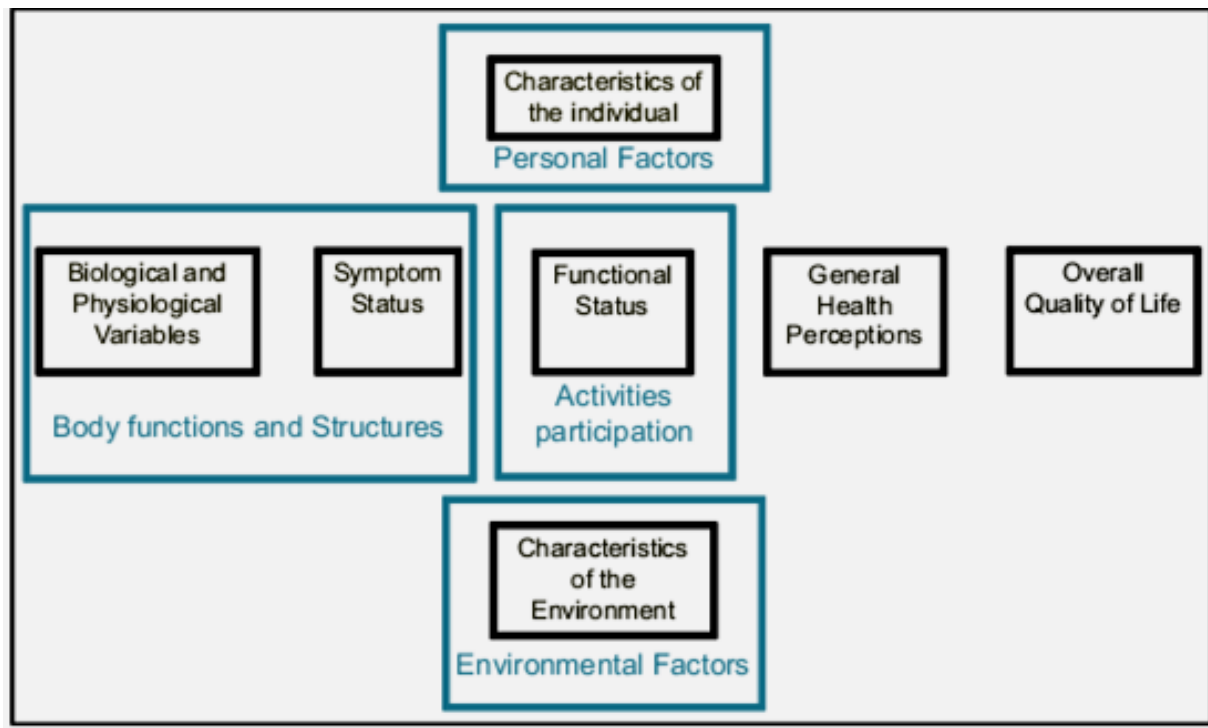 Characteristics of
the individual
Personal Factors
Biological and
Physiological
Variables
Symptom
Status
Body functions and Structures
Functional
Status
Activities
participation
General
Health
Perceptions
Overall
Quality of Life
Characteristics
of the
Environment
Environmental Factors